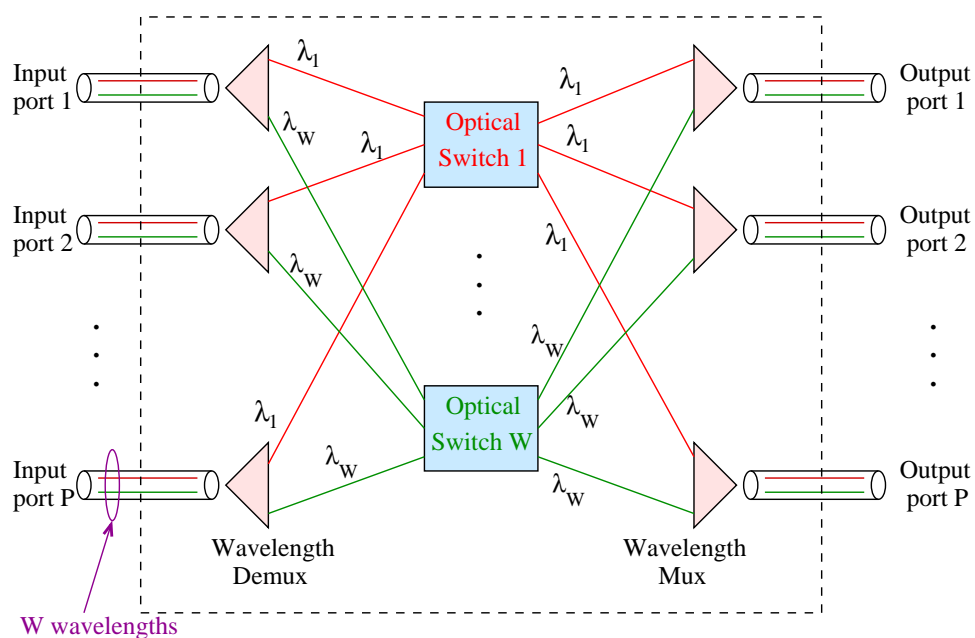 Input
port 1
λ1
λW
λ1
Optical
Switch 1
λ1
λ1
λ1
Output
port 1
Input
port 2
λW
Output
port 2
λW
λ1
Optical
Switch W
λW
λW
λW
Input
port P
Output
port P
Wavelength
Demux
Wavelength
Mux
W wavelengths